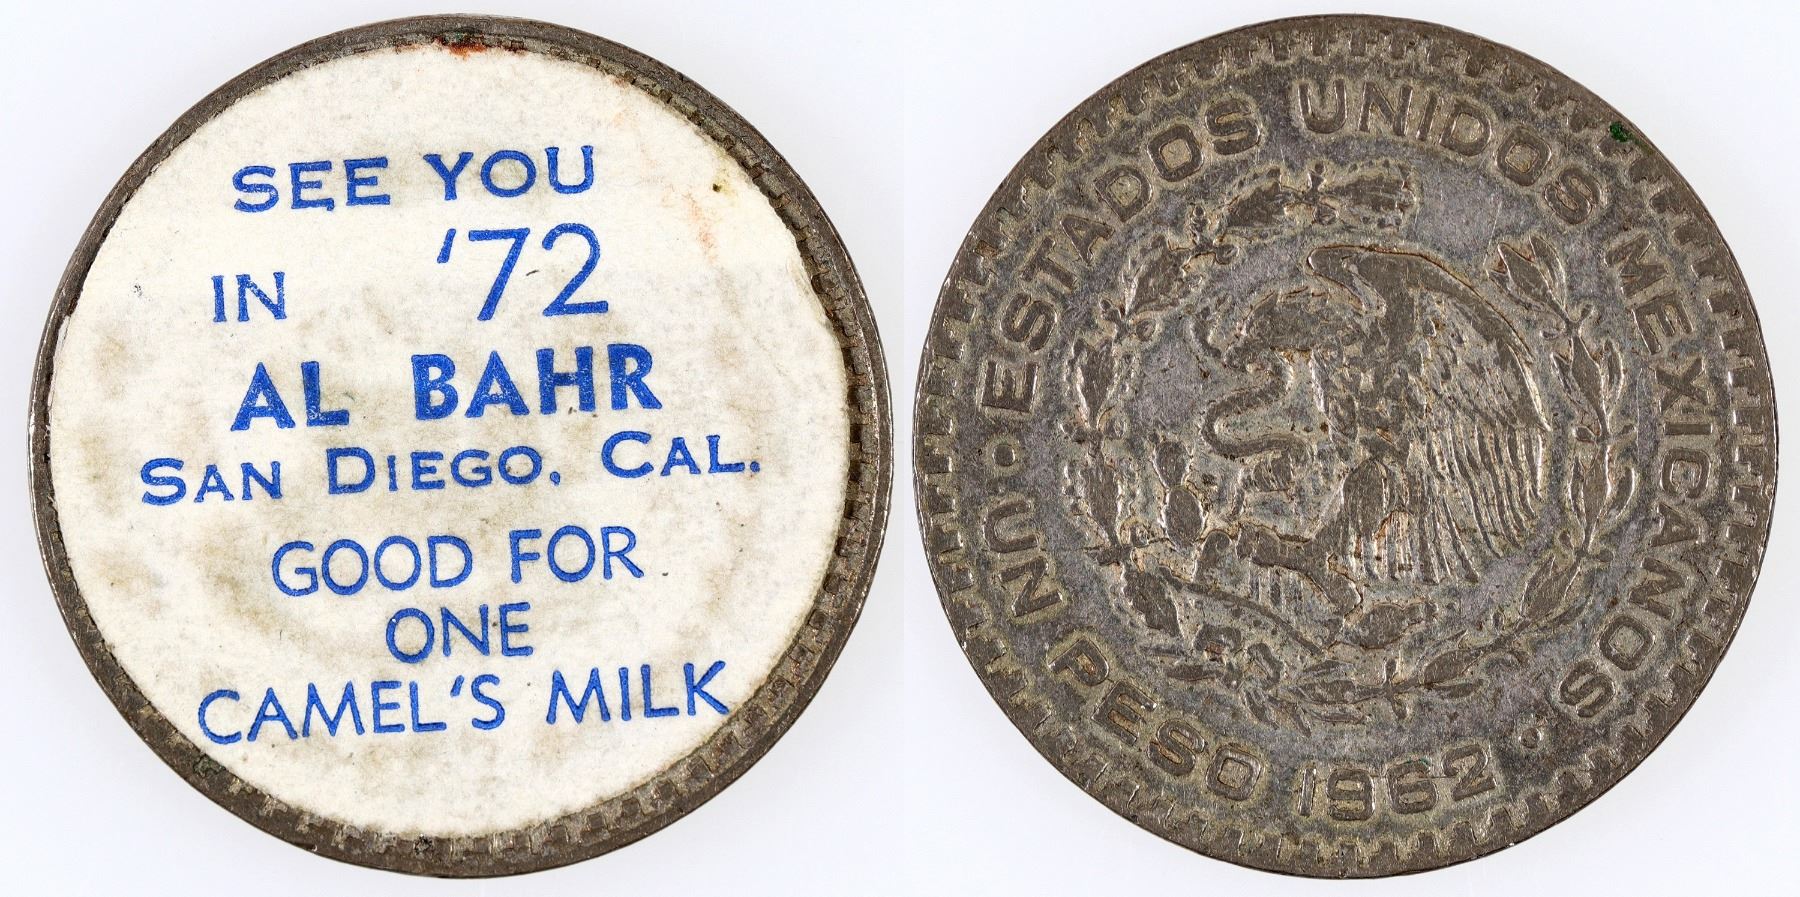 SEE YOU
IN '72
AL BAHR
SAN DIEGO, CAL.
GOOD FOR
ONE
CAMEL'S MILK
ESTADOS UNIDOS MEXICANOS
UN PESO 1962